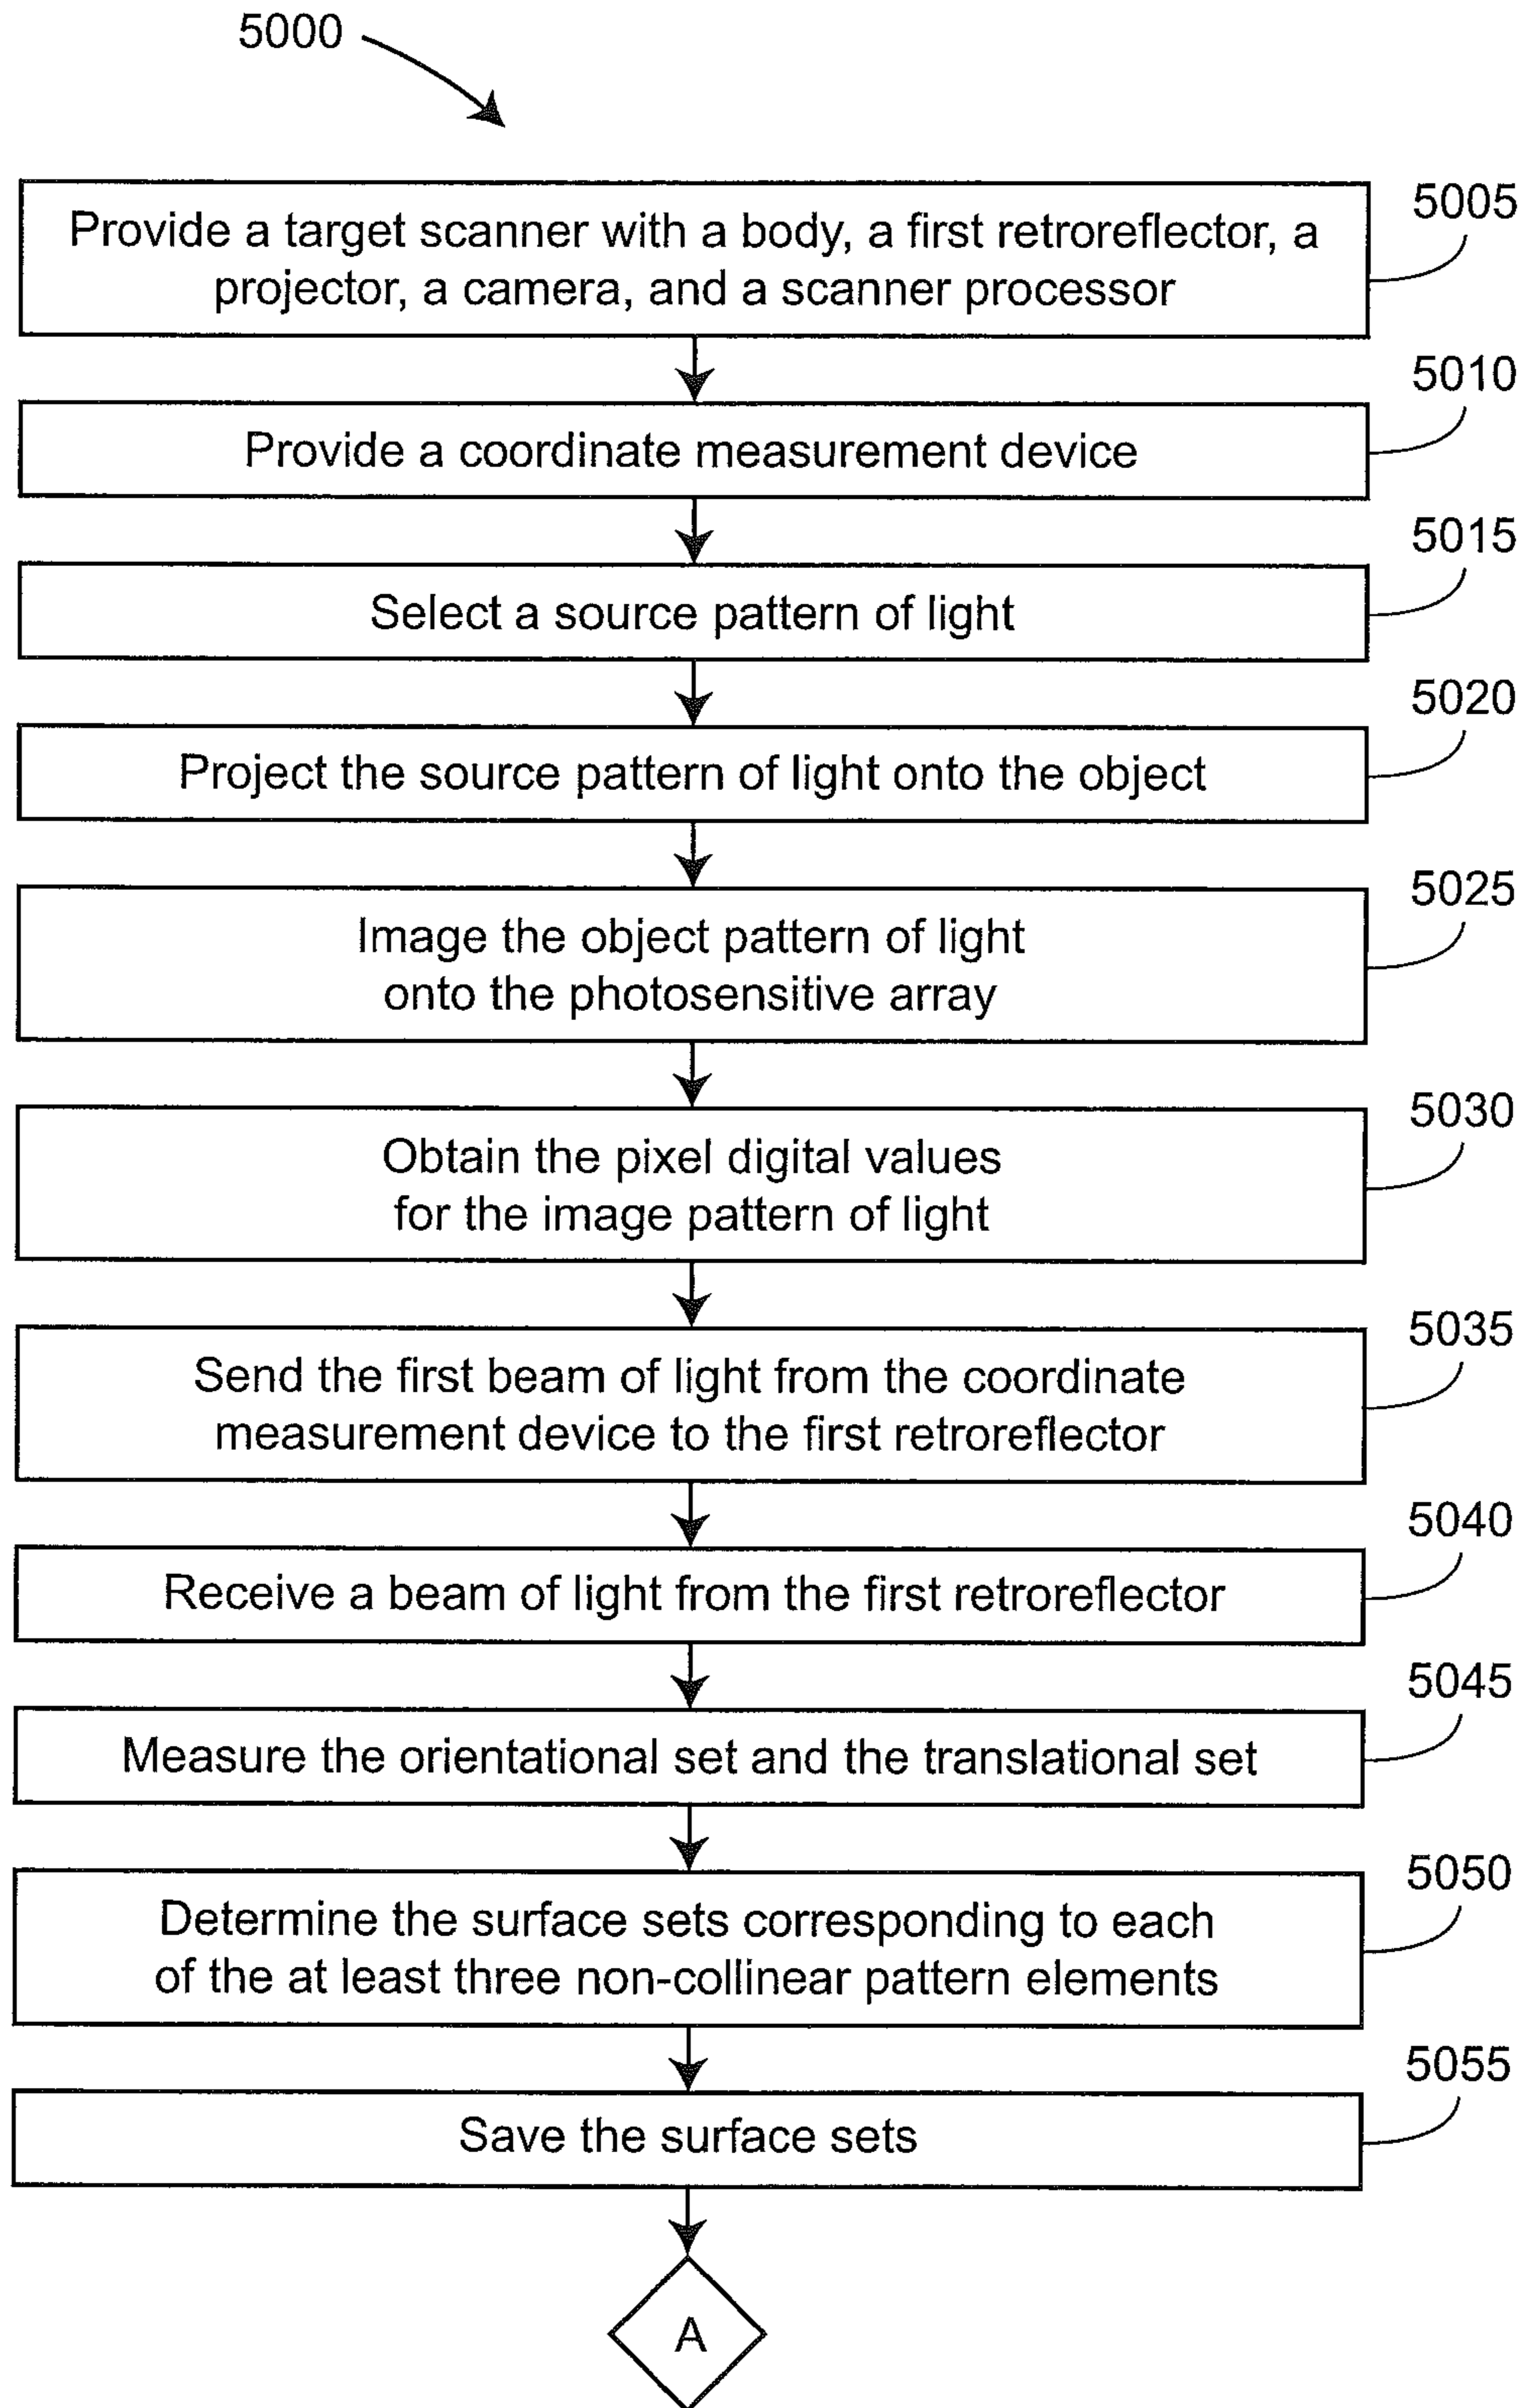 5000
Provide a target scanner with a body, a first retroreflector, a
projector, a camera, and a scanner processor
5005
Provide a coordinate measurement device
5010
Select a source pattern of light
5015
Project the source pattern of light onto the object
5020
Image the object pattern of light
onto the photosensitive array
5025
Obtain the pixel digital values
for the image pattern of light
5030
Send the first beam of light from the coordinate
measurement device to the first retroreflector
5035
Receive a beam of light from the first retroreflector
5040
Measure the orientational set and the translational set
5045
Determine the surface sets corresponding to each
of the at least three non-collinear pattern elements
5050
Save the surface sets
5055
A